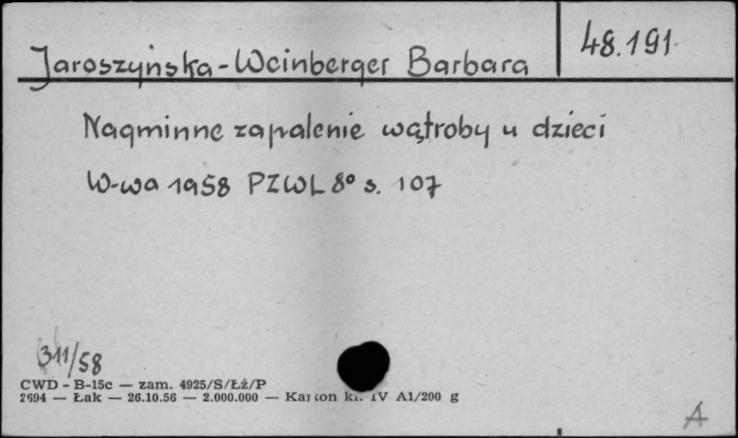 Jaroszyńska-Weinberger Barbara
48.191.
Nagminne zapalenie wątroby u dzieci
W-wa 1958 PZWL 8° s. 107
311/58
CWD - B-15c — zam. 4925/S/Łż/P
2694 — Łak — 26.10.56 — 2.000.000 — Karton kl. IV A1/200 g
A